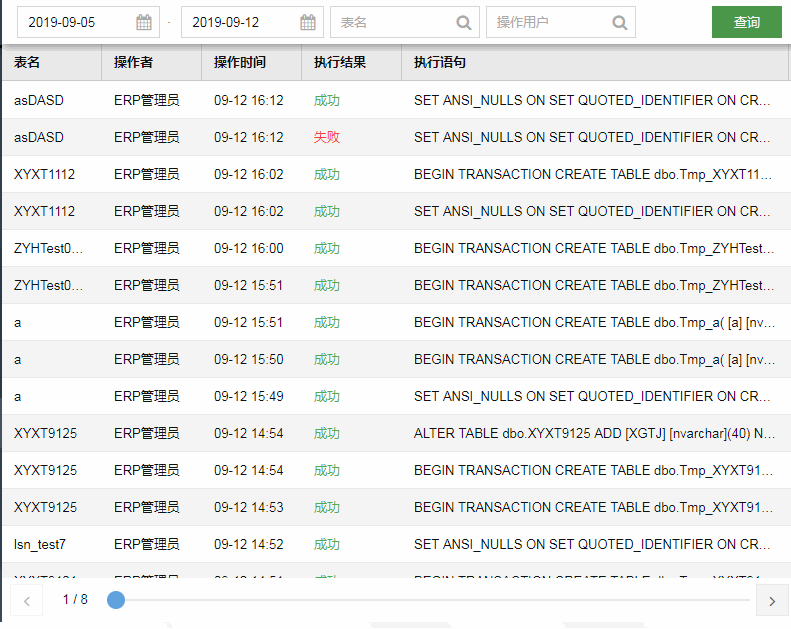 2019-09-05 - 2019-09-12 表名 操作用户 查询
表名 操作者 操作时间 执行结果 执行语句
asDASD ERP管理员 09-12 16:12 成功 SET ANSI_NULLS ON SET QUOTED_IDENTIFIER ON CR...
asDASD ERP管理员 09-12 16:12 失败 SET ANSI_NULLS ON SET QUOTED_IDENTIFIER ON CR...
XYXT1112 ERP管理员 09-12 16:02 成功 BEGIN TRANSACTION CREATE TABLE dbo.Tmp_XYXT11...
XYXT1112 ERP管理员 09-12 16:02 成功 SET ANSI_NULLS ON SET QUOTED_IDENTIFIER ON CR...
ZYHTest0... ERP管理员 09-12 16:00 成功 BEGIN TRANSACTION CREATE TABLE dbo.Tmp_ZYHTest...
ZYHTest0... ERP管理员 09-12 15:51 成功 BEGIN TRANSACTION CREATE TABLE dbo.Tmp_ZYHTest...
a ERP管理员 09-12 15:51 成功 BEGIN TRANSACTION CREATE TABLE dbo.Tmp_a( [a] [nv...
a ERP管理员 09-12 15:50 成功 BEGIN TRANSACTION CREATE TABLE dbo.Tmp_a( [a] [nv...
a ERP管理员 09-12 15:49 成功 SET ANSI_NULLS ON SET QUOTED_IDENTIFIER ON CR...
XYXT9125 ERP管理员 09-12 14:54 成功 ALTER TABLE dbo.XYXT9125 ADD [XGTJ] [nvarchar](40) N...
XYXT9125 ERP管理员 09-12 14:54 成功 BEGIN TRANSACTION CREATE TABLE dbo.Tmp_XYXT91...
XYXT9125 ERP管理员 09-12 14:53 成功 BEGIN TRANSACTION CREATE TABLE dbo.Tmp_XYXT91...
lsn_test7 ERP管理员 09-12 14:52 成功 SET ANSI_NULLS ON SET QUOTED_IDENTIFIER ON CR...
1 / 8